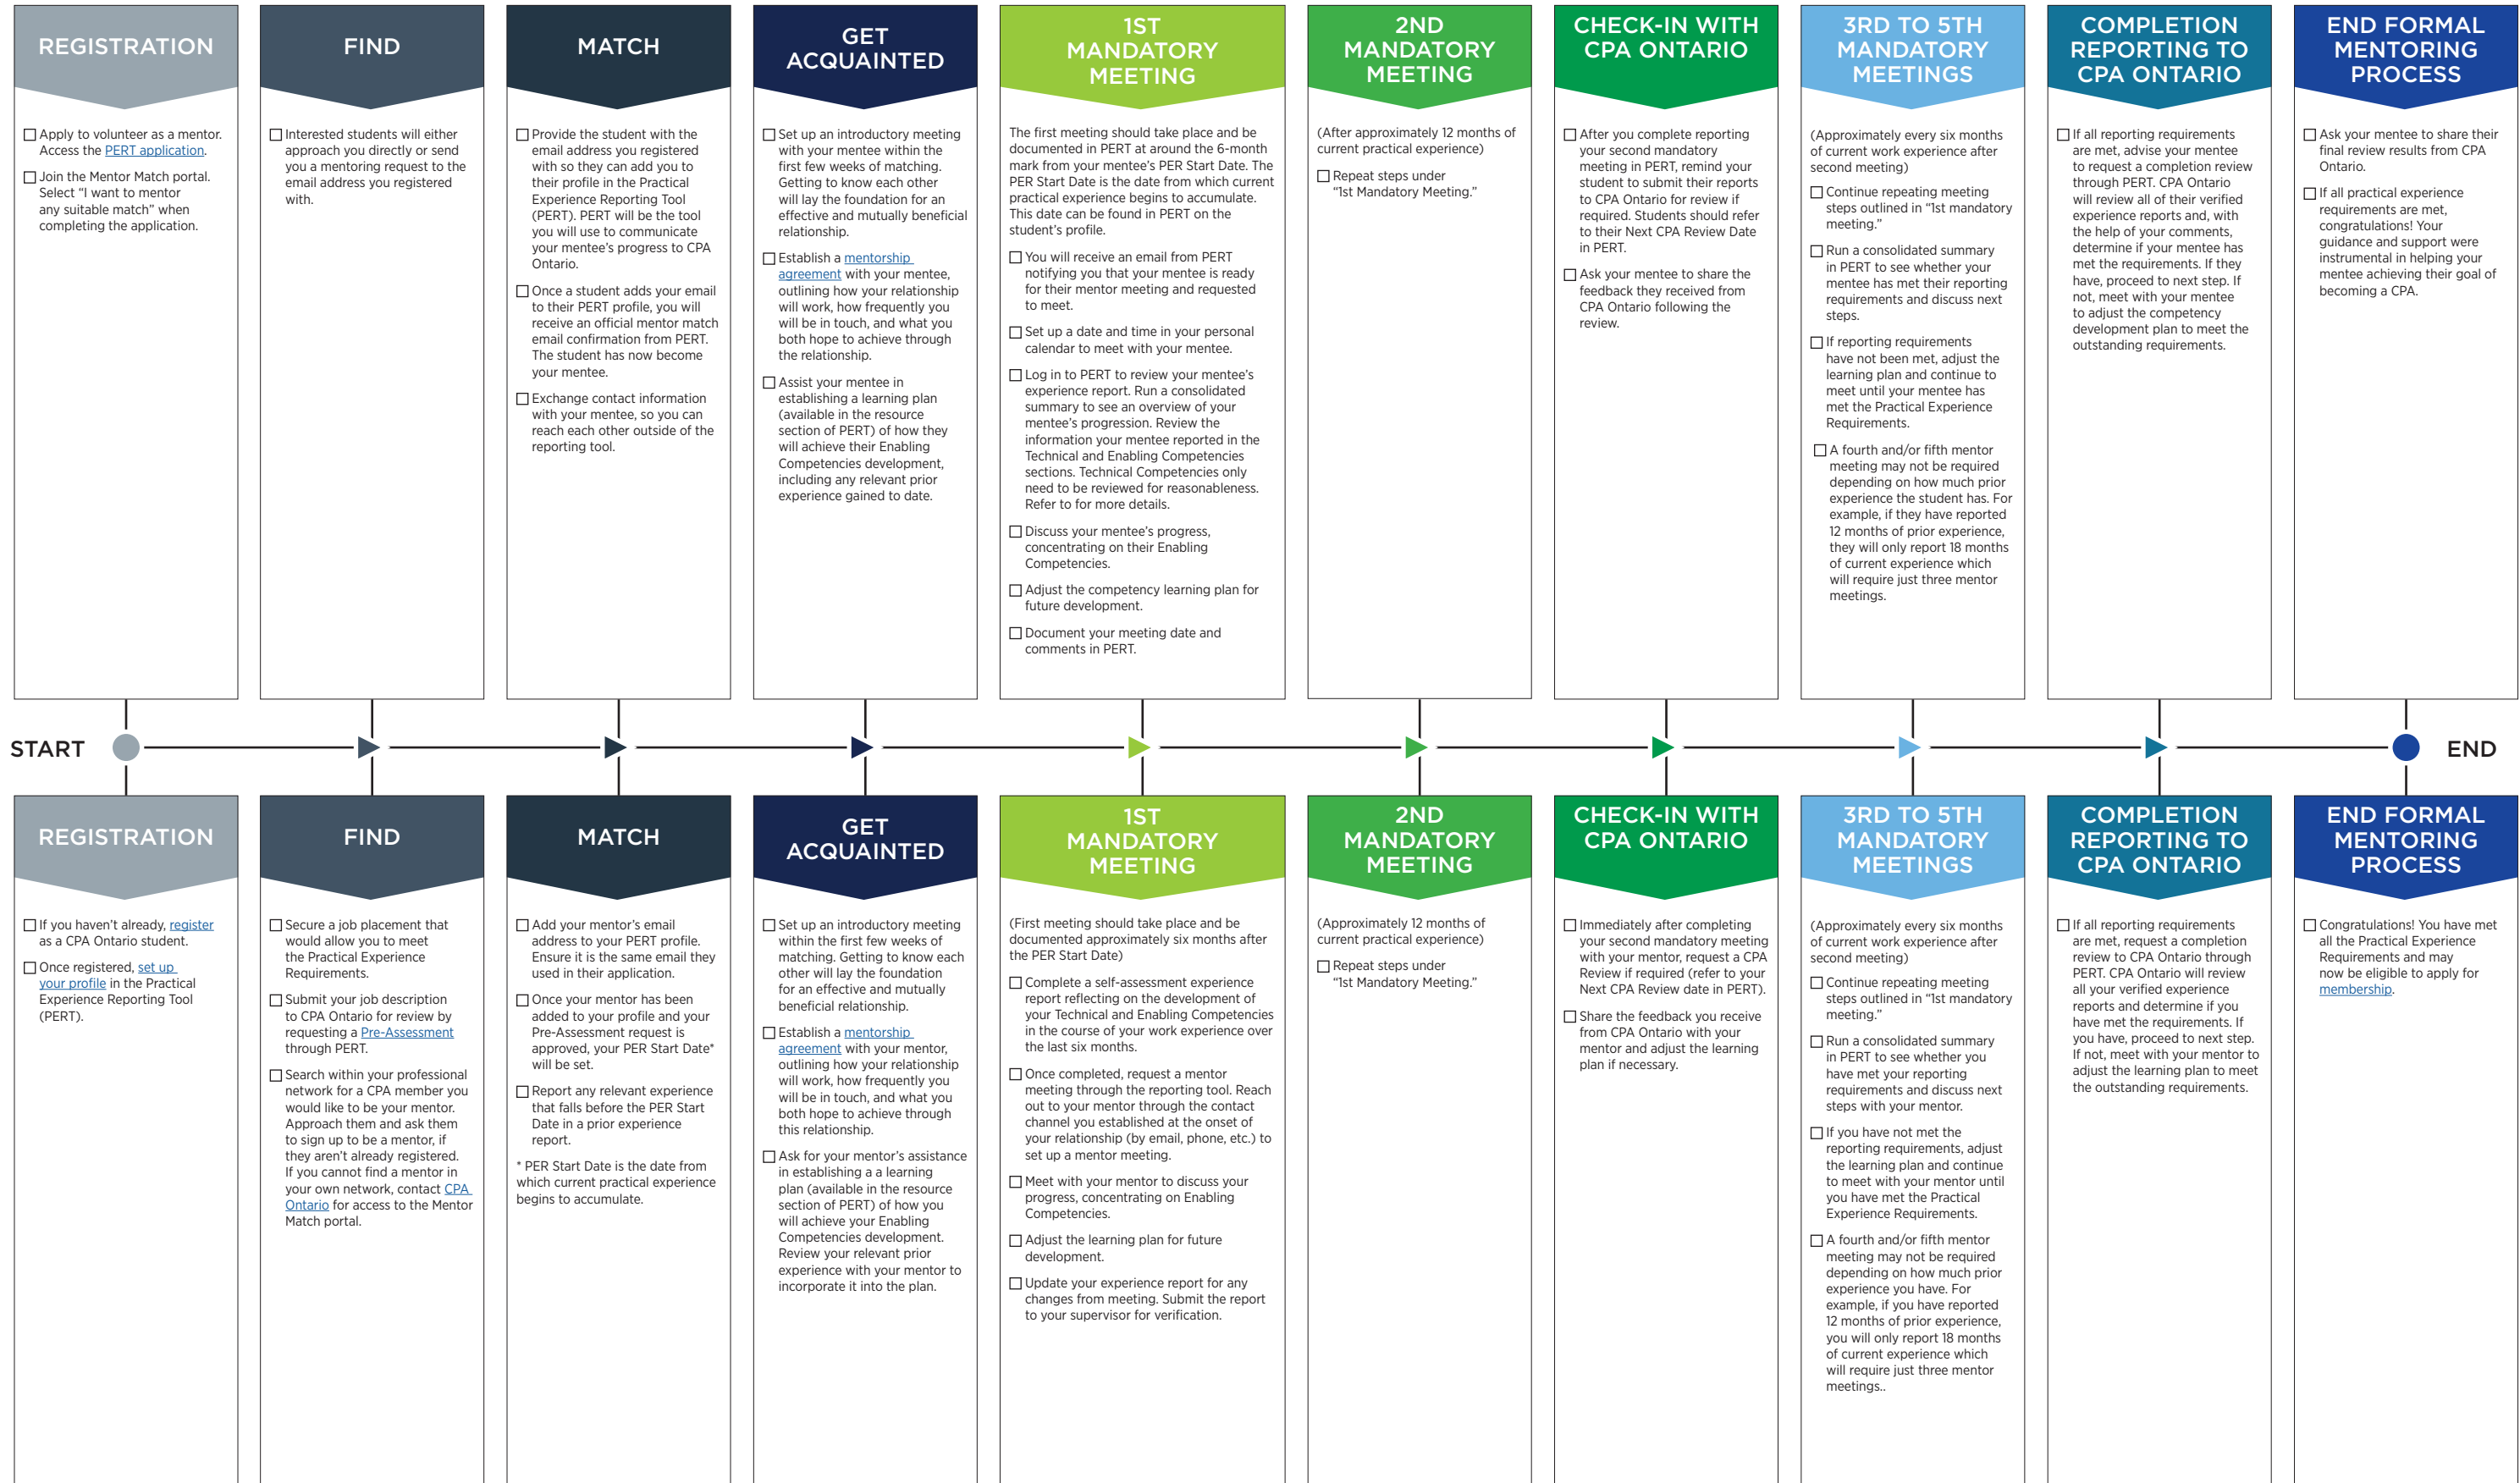 REGISTRATION
Apply to volunteer as a mentor.
Access the PERT application.
Join the Mentor Match portal.
Select “I want to mentor
any suitable match” when
completing the application.
FIND
Interested students will either
approach you directly or send
you a mentoring request to the
email address you registered
with.
MATCH
Provide the student with the
email address you registered
with so they can add you to
their profile in the Practical
Experience Reporting Tool
(PERT). PERT will be the tool
you will use to communicate
your mentee’s progress to CPA
Ontario.
Once a student adds your email
to their PERT profile, you will
receive an official mentor match
email confirmation from PERT.
The student has now become
your mentee.
Exchange contact information
with your mentee, so you can
reach each other outside of the
reporting tool.
GET
ACQUAINTED
Set up an introductory meeting
with your mentee within the
first few weeks of matching.
Getting to know each other
will lay the foundation for an
effective and mutually beneficial
relationship.
Establish a mentorship
agreement with your mentee,
outlining how your relationship
will work, how frequently you
will be in touch, and what you
both hope to achieve through
the relationship.
Assist your mentee in
establishing a learning plan
(available in the resource
section of PERT) of how they
will achieve their Enabling
Competencies development,
including any relevant prior
experience gained to date.
1ST
MANDATORY
MEETING
The first meeting should take place and be
documented in PERT at around the 6-month
mark from your mentee’s PER Start Date. The
PER Start Date is the date from which current
practical experience begins to accumulate.
This date can be found in PERT on the
student’s profile.
You will receive an email from PERT
notifying you that your mentee is ready
for their mentor meeting and requested
to meet.
Set up a date and time in your personal
calendar to meet with your mentee.
Log in to PERT to review your mentee’s
experience report. Run a consolidated
summary to see an overview of your
mentee’s progression. Review the
information your mentee reported in the
Technical and Enabling Competencies
sections. Technical Competencies only
need to be reviewed for reasonableness.
Refer to for more details.
Discuss your mentee’s progress,
concentrating on their Enabling
Competencies.
Adjust the competency learning plan for
future development.
Document your meeting date and
comments in PERT.
2ND
MANDATORY
MEETING
(After approximately 12 months of
current practical experience)
Repeat steps under
“1st Mandatory Meeting.”
CHECK-IN WITH
CPA ONTARIO
After you complete reporting
your second mandatory
meeting in PERT, remind your
student to submit their reports
to CPA Ontario for review if
required. Students should refer
to their Next CPA Review Date
in PERT.
Ask your mentee to share the
feedback they received from
CPA Ontario following the
review.
3RD TO 5TH
MANDATORY
MEETINGS
(Approximately every six months
of current work experience after
second meeting)
Continue repeating meeting
steps outlined in “1st mandatory
meeting.”
Run a consolidated summary
in PERT to see whether your
mentee has met their reporting
requirements and discuss next
steps.
If reporting requirements
have not been met, adjust the
learning plan and continue to
meet until your mentee has
met the Practical Experience
Requirements.
A fourth and/or fifth mentor
meeting may not be required
depending on how much prior
experience the student has. For
example, if they have reported
12 months of prior experience,
they will only report 18 months
of current experience which
will require just three mentor
meetings.
COMPLETION
REPORTING TO
CPA ONTARIO
If all reporting requirements
are met, advise your mentee
to request a completion review
through PERT. CPA Ontario
will review all of their verified
experience reports and, with
the help of your comments,
determine if your mentee has
met the requirements. If they
have, proceed to next step. If
not, meet with your mentee
to adjust the competency
development plan to meet the
outstanding requirements.
END FORMAL
MENTORING
PROCESS
Ask your mentee to share their
final review results from CPA
Ontario.
If all practical experience
requirements are met,
congratulations! Your
guidance and support were
instrumental in helping your
mentee achieving their goal of
becoming a CPA.
START
END
REGISTRATION
If you haven’t already, register
as a CPA Ontario student.
Once registered, set up
your profile in the Practical
Experience Reporting Tool
(PERT).
FIND
Secure a job placement that
would allow you to meet
the Practical Experience
Requirements.
Submit your job description
to CPA Ontario for review by
requesting a Pre-Assessment
through PERT.
Search within your professional
network for a CPA member you
would like to be your mentor.
Approach them and ask them
to sign up to be a mentor, if
they aren’t already registered.
If you cannot find a mentor in
your own network, contact CPA
Ontario for access to the Mentor
Match portal.
MATCH
Add your mentor’s email
address to your PERT profile.
Ensure it is the same email they
used in their application.
Once your mentor has been
added to your profile and your
Pre-Assessment request is
approved, your PER Start Date*
will be set.
Report any relevant experience
that falls before the PER Start
Date in a prior experience
report.
* PER Start Date is the date from
which current practical experience
begins to accumulate.
GET
ACQUAINTED
Set up an introductory meeting
within the first few weeks of
matching. Getting to know each
other will lay the foundation
for an effective and mutually
beneficial relationship.
Establish a mentorship
agreement with your mentor,
outlining how your relationship
will work, how frequently you
will be in touch, and what you
both hope to achieve through
this relationship.
Ask for your mentor’s assistance
in establishing a a learning
plan (available in the resource
section of PERT) of how you
will achieve your Enabling
Competencies development.
Review your relevant prior
experience with your mentor to
incorporate it into the plan.
1ST
MANDATORY
MEETING
(First meeting should take place and be
documented approximately six months after
the PER Start Date)
Complete a self-assessment experience
report reflecting on the development of
your Technical and Enabling Competencies
in the course of your work experience over
the last six months.
Once completed, request a mentor
meeting through the reporting tool. Reach
out to your mentor through the contact
channel you established at the onset of
your relationship (by email, phone, etc.) to
set up a mentor meeting.
Meet with your mentor to discuss your
progress, concentrating on Enabling
Competencies.
Adjust the learning plan for future
development.
Update your experience report for any
changes from meeting. Submit the report
to your supervisor for verification.
2ND
MANDATORY
MEETING
(Approximately 12 months of
current practical experience)
Repeat steps under
“1st Mandatory Meeting.”
CHECK-IN WITH
CPA ONTARIO
Immediately after completing
your second mandatory meeting
with your mentor, request a CPA
Review if required (refer to your
Next CPA Review date in PERT).
Share the feedback you receive
from CPA Ontario with your
mentor and adjust the learning
plan if necessary.
3RD TO 5TH
MANDATORY
MEETINGS
(Approximately every six months
of current work experience after
second meeting)
Continue repeating meeting
steps outlined in “1st mandatory
meeting.”
Run a consolidated summary
in PERT to see whether you
have met your reporting
requirements and discuss next
steps with your mentor.
If you have not met the
reporting requirements, adjust
the learning plan and continue
to meet with your mentor until
you have met the Practical
Experience Requirements.
A fourth and/or fifth mentor
meeting may not be required
depending on how much prior
experience you have. For
example, if you have reported
12 months of prior experience,
you will only report 18 months
of current experience which
will require just three mentor
meetings..
COMPLETION
REPORTING TO
CPA ONTARIO
If all reporting requirements
are met, request a completion
review to CPA Ontario through
PERT. CPA Ontario will review
all your verified experience
reports and determine if you
have met the requirements. If
you have, proceed to next step.
If not, meet with your mentor to
adjust the learning plan to meet
the outstanding requirements.
END FORMAL
MENTORING
PROCESS
Congratulations! You have met
all the Practical Experience
Requirements and may
now be eligible to apply for
membership.